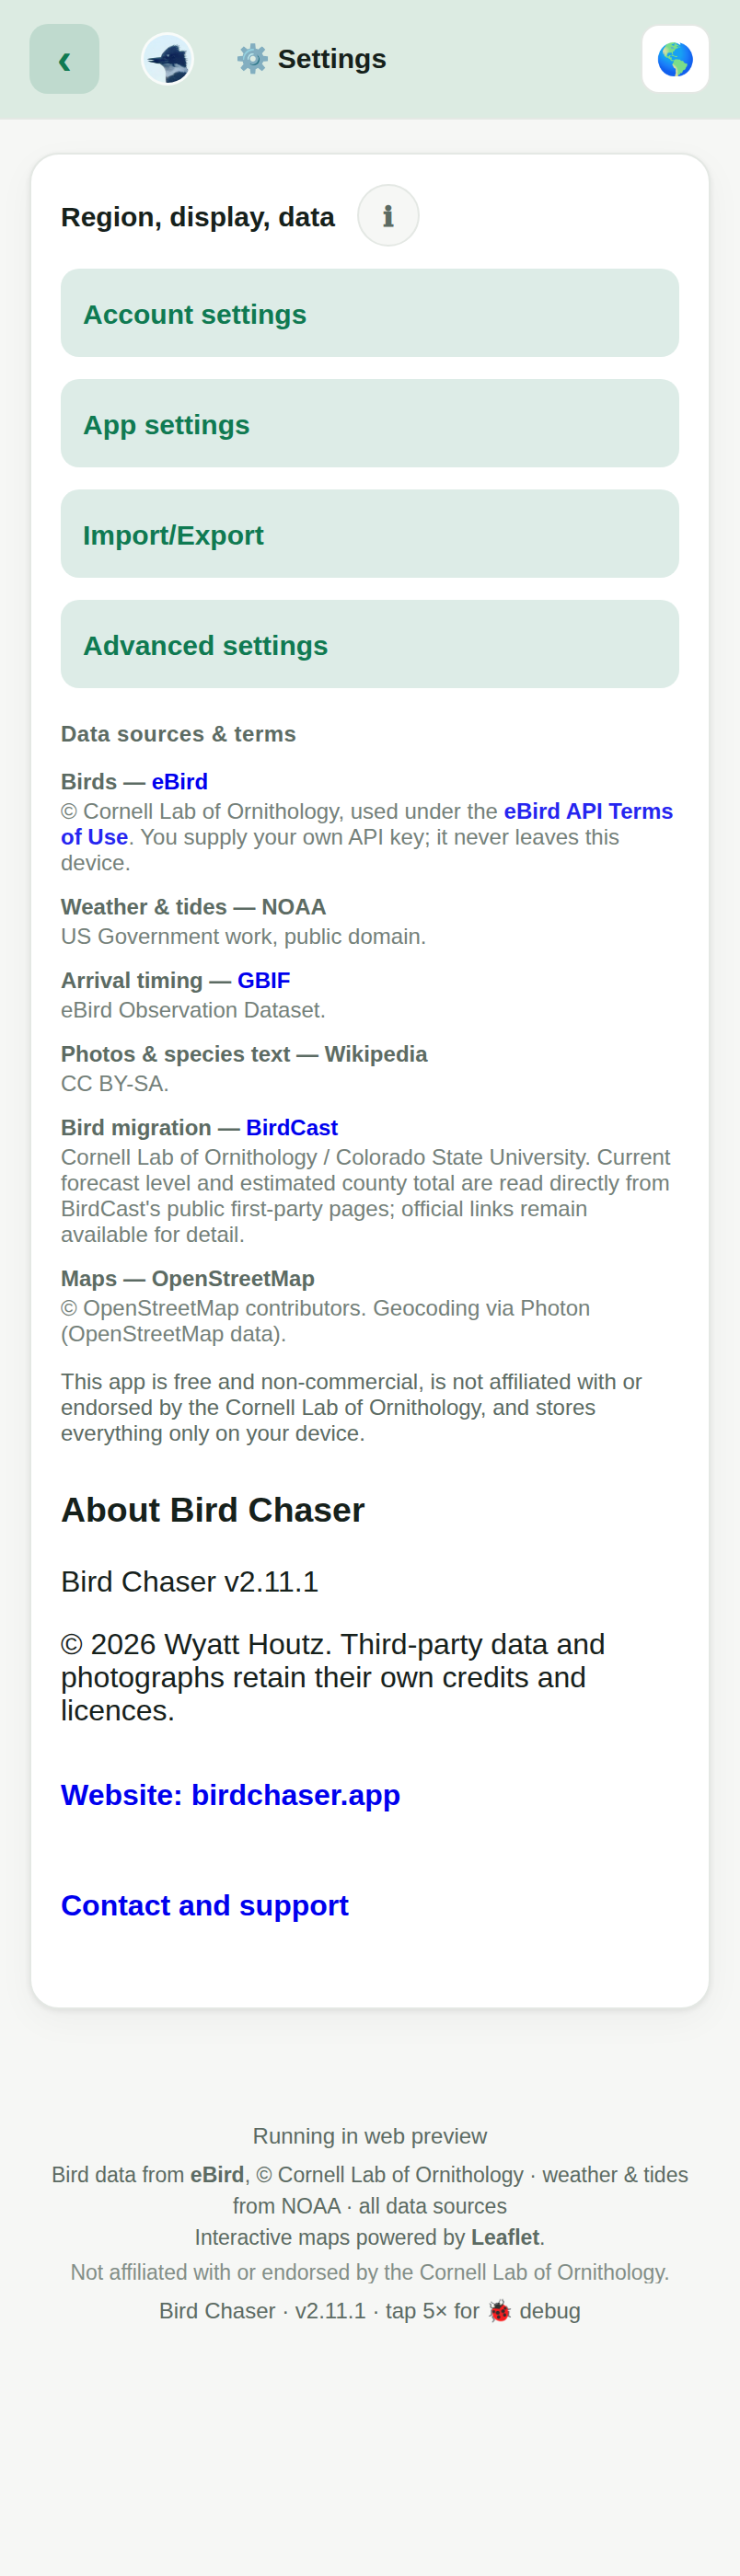 ‹
⚙️ Settings
Region, display, data ℹ
Account settings
App settings
Import/Export
Advanced settings
Data sources & terms
Birds — eBird
© Cornell Lab of Ornithology, used under the eBird API Terms
of Use. You supply your own API key; it never leaves this
device.
Weather & tides — NOAA
US Government work, public domain.
Arrival timing — GBIF
eBird Observation Dataset.
Photos & species text — Wikipedia
CC BY-SA.
Bird migration — BirdCast
Cornell Lab of Ornithology / Colorado State University. Current
forecast level and estimated county total are read directly from
BirdCast's public first-party pages; official links remain
available for detail.
Maps — OpenStreetMap
© OpenStreetMap contributors. Geocoding via Photon
(OpenStreetMap data).
This app is free and non-commercial, is not affiliated with or
endorsed by the Cornell Lab of Ornithology, and stores
everything only on your device.
About Bird Chaser
Bird Chaser v2.11.1
© 2026 Wyatt Houtz. Third-party data and
photographs retain their own credits and
licences.
Website: birdchaser.app
Contact and support
Running in web preview
Bird data from eBird, © Cornell Lab of Ornithology · weather & tides
from NOAA · all data sources
Interactive maps powered by Leaflet.
Not affiliated with or endorsed by the Cornell Lab of Ornithology.
Bird Chaser · v2.11.1 · tap 5× for 🐞 debug